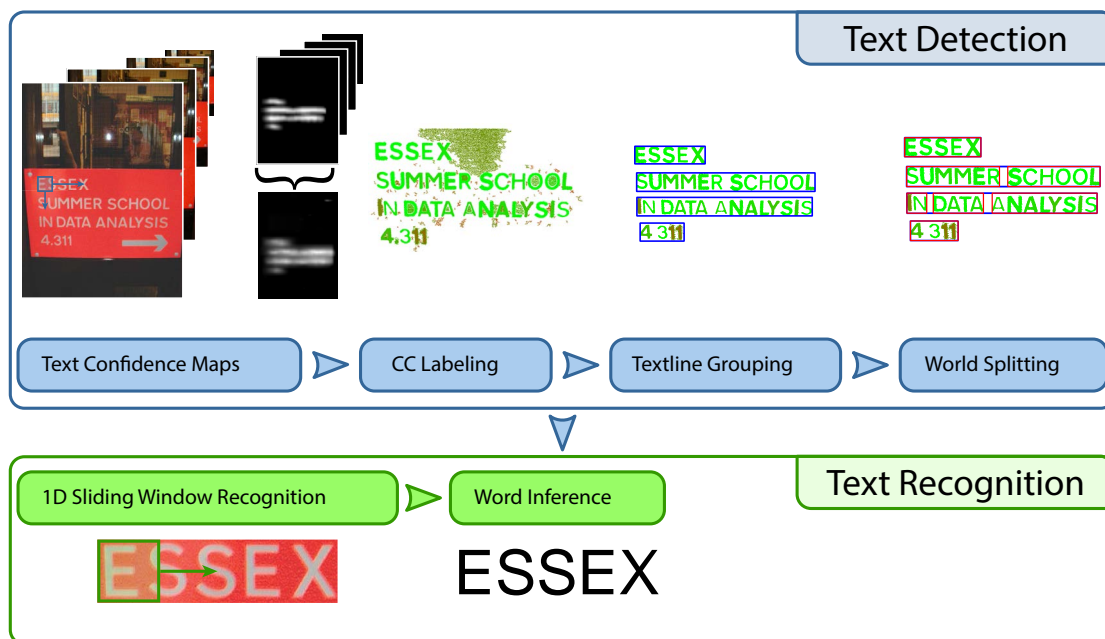 Text Detection
ESSEX
SUMMER SCHOOL
IN DATA ANALYSIS
4.311
ESSEX
SUMMER SCHOOL
IN DATA ANALYSIS
4.311
ESSEX
SUMMER SCHOOL
IN DATA ANALYSIS
4 311
ESSEX
SUMMER SCHOOL
IN DATA ANALYSIS
4 311
Text Confidence Maps
CC Labeling
Textline Grouping
World Splitting
Text Recognition
1D Sliding Window Recognition
Word Inference
ESSEX
ESSEX